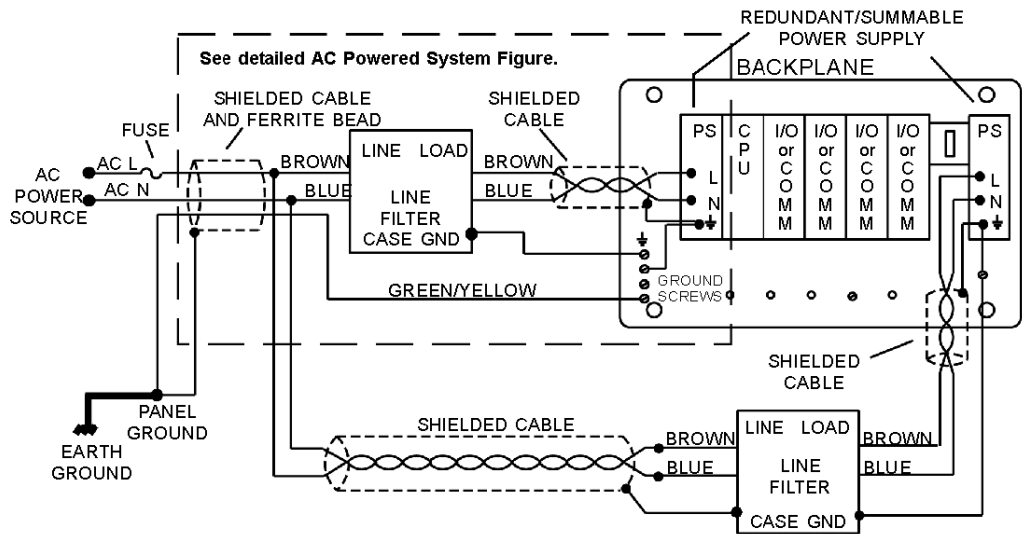 REDUNDANT/SUMMABLE
POWER SUPPLY
See detailed AC Powered System Figure.
BACKPLANE
SHIELDED CABLE
AND FERRITE BEAD
SHIELDED
CABLE
FUSE
AC L
AC N
AC
POWER
SOURCE
BROWN
BLUE
LINE LOAD
LINE
FILTER
CASE GND
BROWN
BLUE
PS
L
N
CPU
I/O
or
COMM
I/O
or
COMM
I/O
or
COMM
I/O
or
COMM
PS
L
N
GROUND
SCREWS
GREEN/YELLOW
SHIELDED
CABLE
PANEL
GROUND
EARTH
GROUND
SHIELDED CABLE
BROWN
BLUE
LINE LOAD
LINE
FILTER
CASE GND
BROWN
BLUE